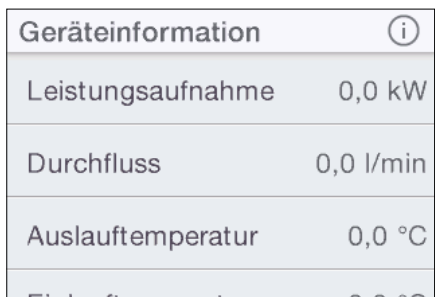 Geräteinformation
Leistungsaufnahme 0,0 kW
Durchfluss 0,0 l/min
Auslauftemperatur 0,0 °C